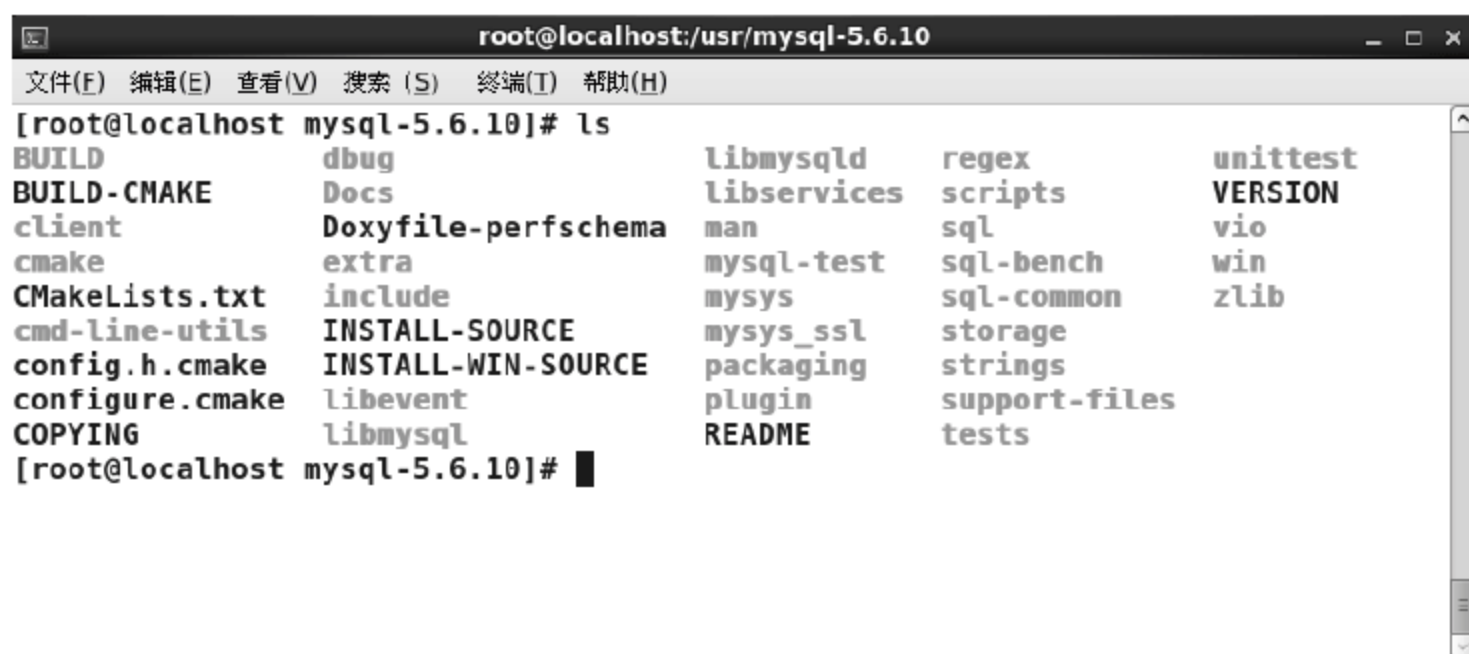 root@localhost:/usr/mysql-5.6.10
文件(F) 编辑(E) 查看(V) 搜索 (S) 终端(T) 帮助(H)
[root@localhost mysql-5.6.10]# ls
BUILD dbug libmysqld regex unittest
BUILD-CMAKE Docs libservices scripts VERSION
client Doxyfile-perfschema man sql vio
cmake extra mysql-test sql-bench win
CMakeLists.txt include mysys sql-common zlib
cmd-line-utils INSTALL-SOURCE mysys_ssl storage
config.h.cmake INSTALL-WIN-SOURCE packaging strings
configure.cmake libevent plugin support-files
COPYING libmysql README tests
[root@localhost mysql-5.6.10]#